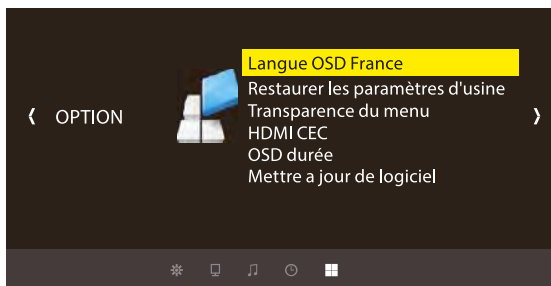 OPTION
Langue OSD France
Restaurer les paramètres d'usine
Transparence du menu
HDMI CEC
OSD durée
Mettre a jour de logiciel